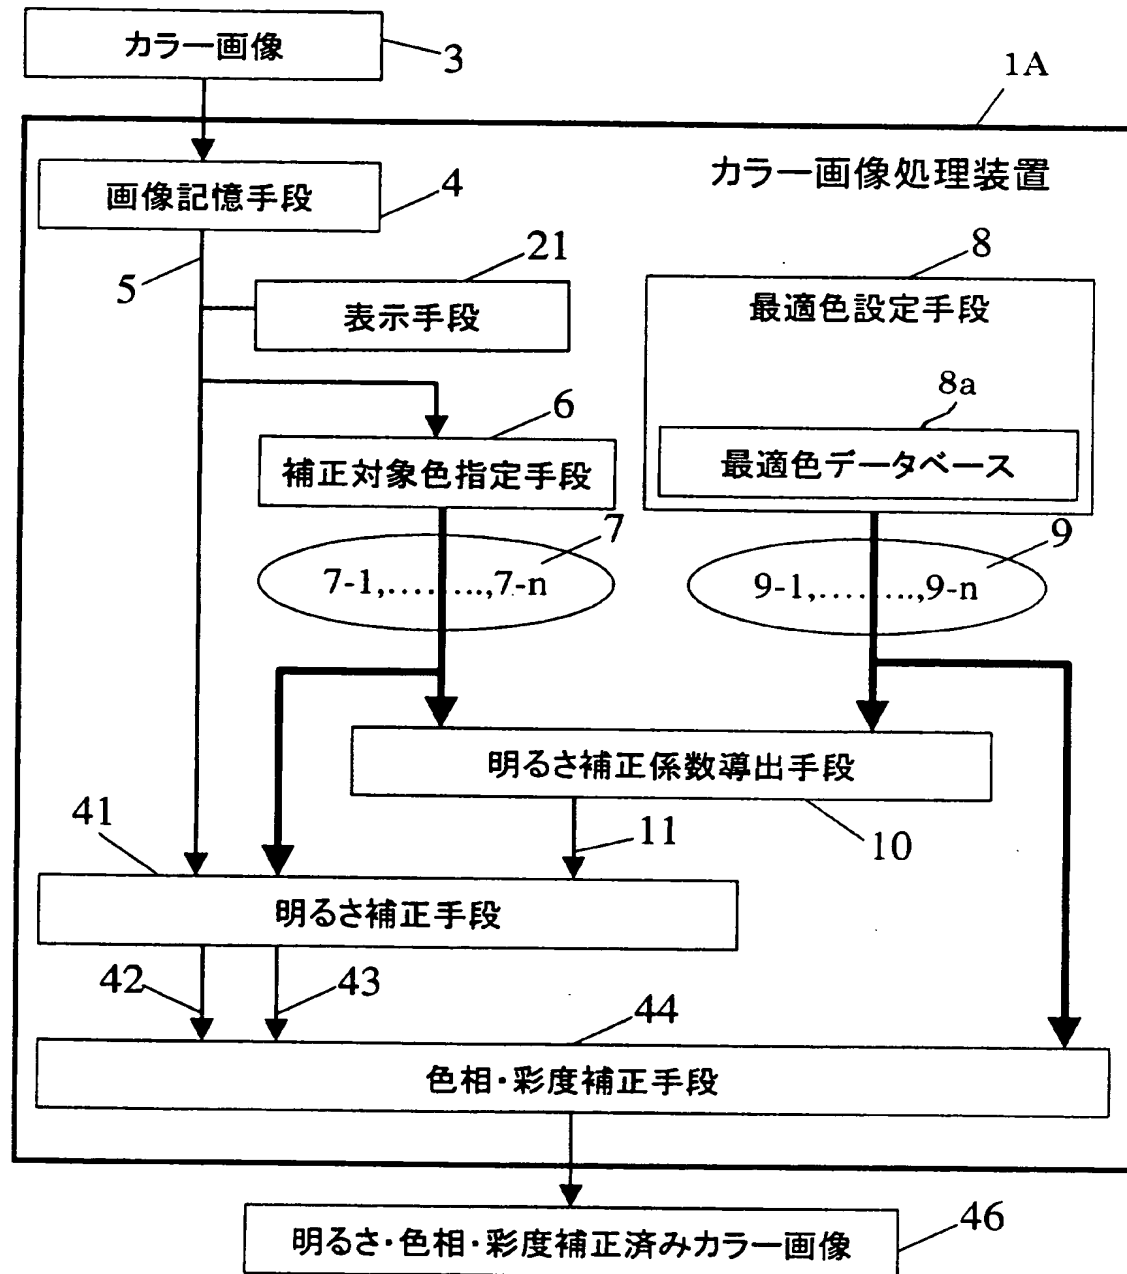 カラー画像
3
1A
カラー画像処理装置
画像記憶手段
4
5
21
表示手段
8
最適色設定手段
8a
最適色データベース
6
補正対象色指定手段
7
7-1,........,7-n
9
9-1,........,9-n
明るさ補正係数導出手段
10
11
41
明るさ補正手段
42
43
44
色相・彩度補正手段
明るさ・色相・彩度補正済みカラー画像
46